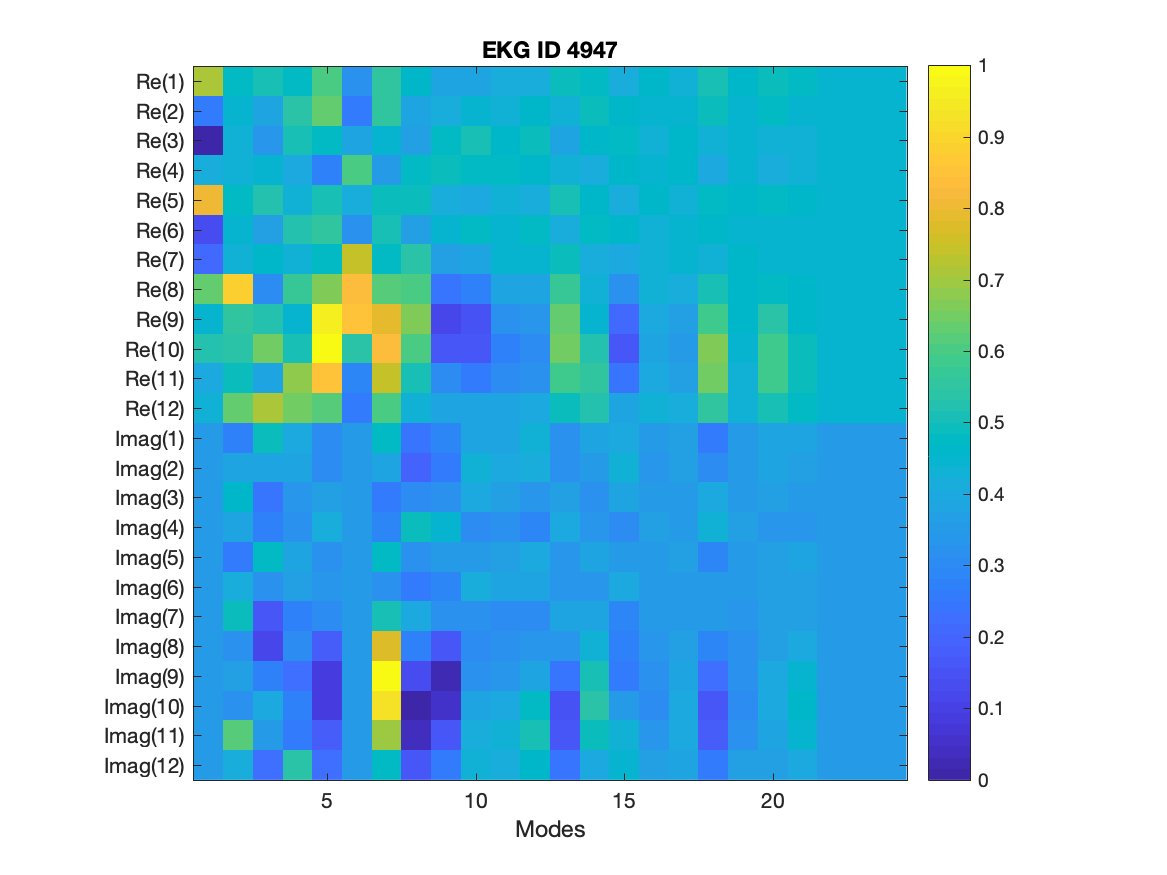 EKG ID 4947
Re(1)
Re(2)
Re(3)
Re(4)
Re(5)
Re(6)
Re(7)
Re(8)
Re(9)
Re(10)
Re(11)
Re(12)
Imag(1)
Imag(2)
Imag(3)
Imag(4)
Imag(5)
Imag(6)
Imag(7)
Imag(8)
Imag(9)
Imag(10)
Imag(11)
Imag(12)
5 10 15 20
Modes
1
0.9
0.8
0.7
0.6
0.5
0.4
0.3
0.2
0.1
0